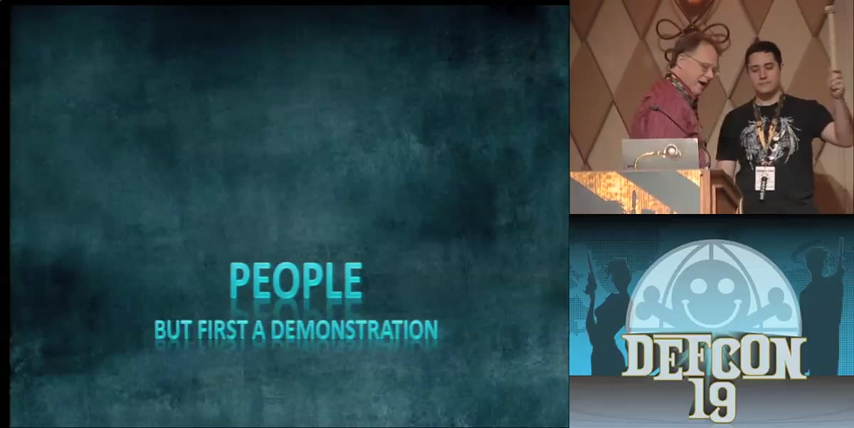 PEOPLE
BUT FIRST A DEMONSTRATION
DEFCON
19